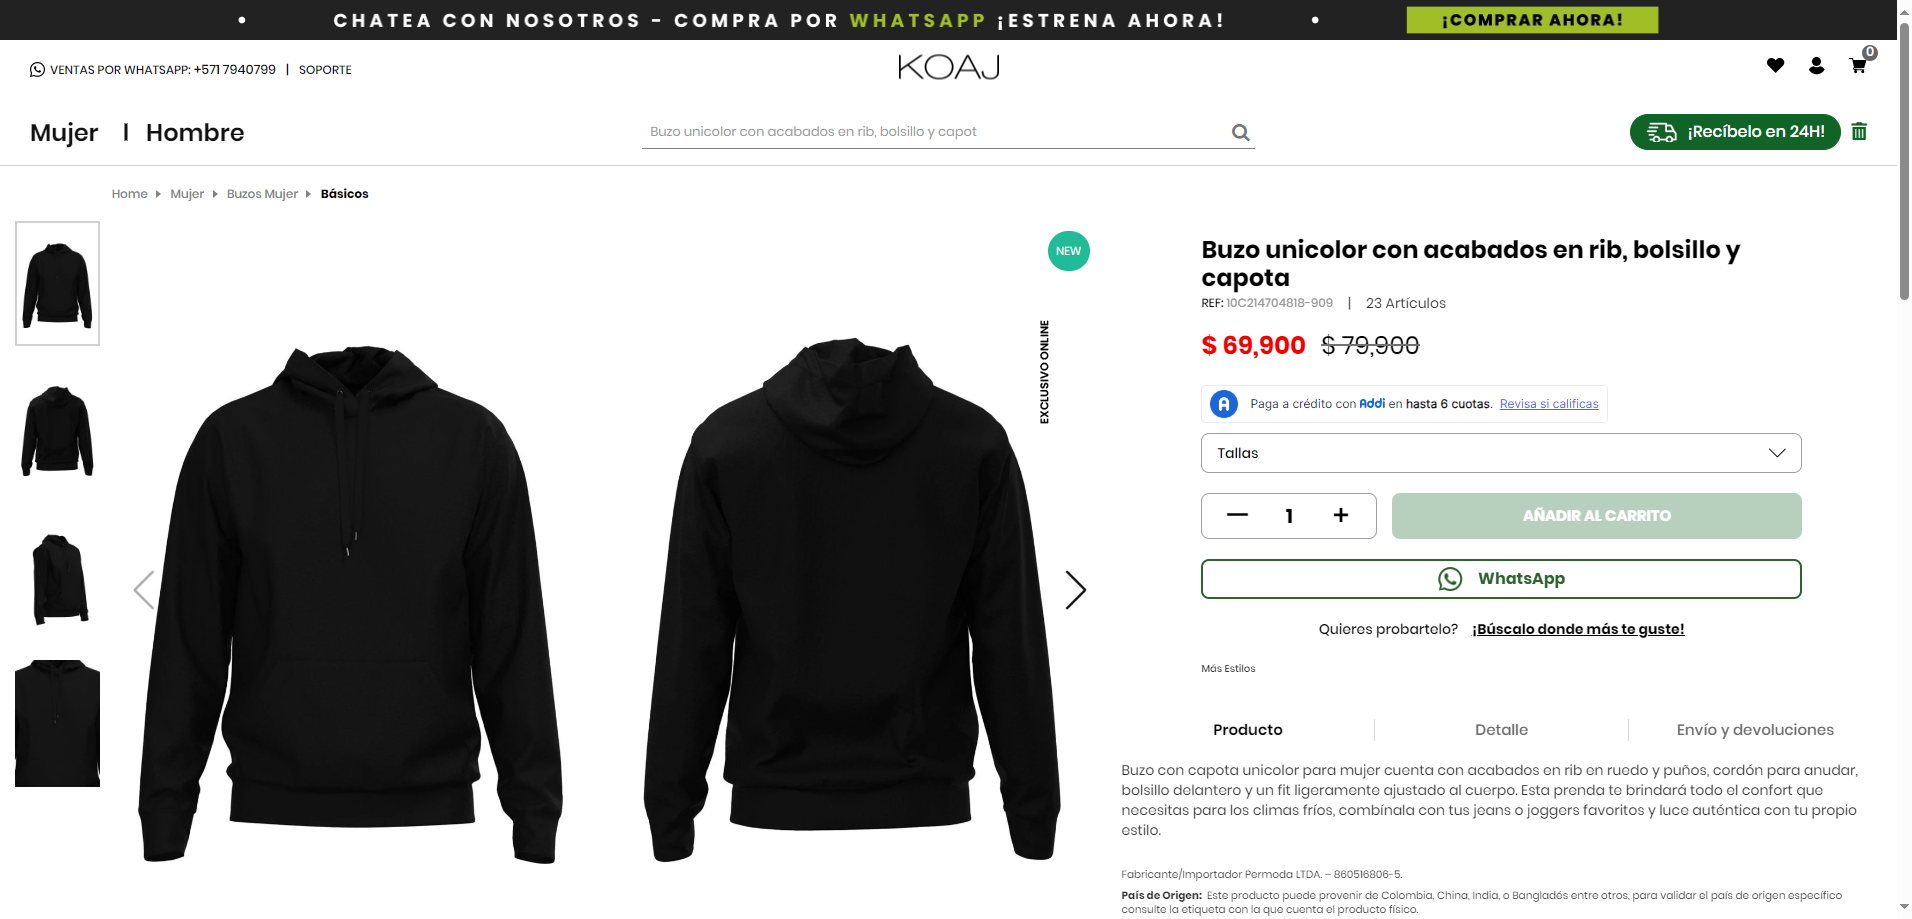 CHATEA CON NOSOTROS - COMPRA POR WHATSAPP ¡ESTRENA AHORA!
¡COMPRAR AHORA!
VENTAS POR WHATSAPP: +571 7940799 | SOPORTE
KOAJ
0
Mujer | Hombre
Buzo unicolor con acabados en rib, bolsillo y capot
¡Recíbelo en 24H!
Home Mujer Buzos Mujer Básicos
NEW
EXCLUSIVO ONLINE
Buzo unicolor con acabados en rib, bolsillo y
capota
REF: 10C214704818-909 | 23 Artículos
$ 69,900 $ 79,900
Paga a crédito con Addi en hasta 6 cuotas. Revisa si calificas
Tallas
1
AÑADIR AL CARRITO
WhatsApp
Quieres probartelo? ¡Búscalo donde más te guste!
Más Estilos
Producto
Detalle
Envío y devoluciones
Buzo con capota unicolor para mujer cuenta con acabados en rib en ruedo y puños, cordón para anudar,
bolsillo delantero y un fit ligeramente ajustado al cuerpo. Esta prenda te brindará todo el confort que
necesitas para los climas fríos, combínala con tus jeans o joggers favoritos y luce auténtica con tu propio
estilo.
Fabricante/Importador Permoda LTDA. – 860516806-5.
País de Origen: Este producto puede provenir de Colombia, China, India, o Bangladés entre otros, para validar el país de origen específico
consulte la etiqueta con la que cuenta el producto físico.